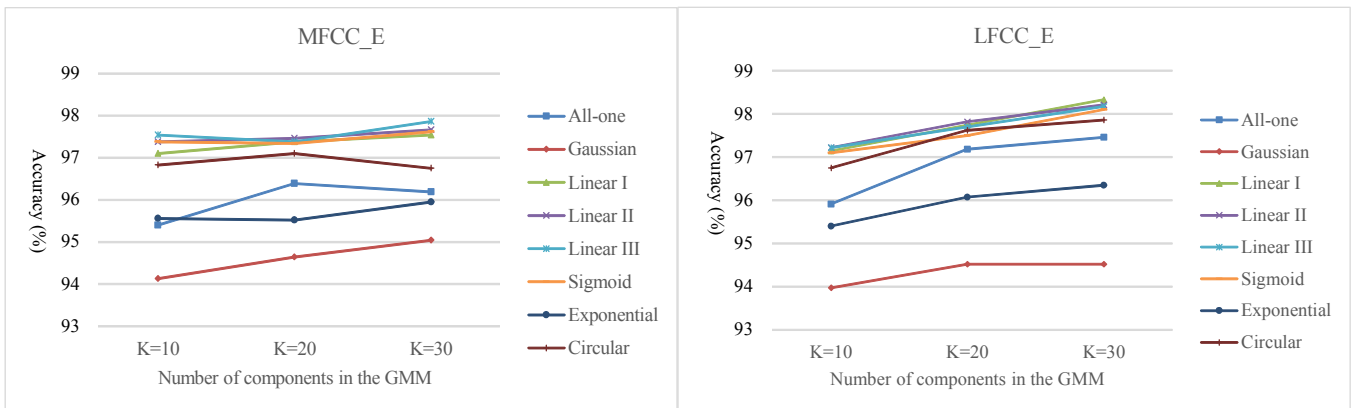 MFCC_E
99
98
97
96
95
94
93
Accuracy (%)
K=10
K=20
K=30
Number of components in the GMM
All-one
Gaussian
Linear I
Linear II
Linear III
Sigmoid
Exponential
Circular
LFCC_E
99
98
97
96
95
94
93
Accuracy (%)
K=10
K=20
K=30
Number of components in the GMM
All-one
Gaussian
Linear I
Linear II
Linear III
Sigmoid
Exponential
Circular